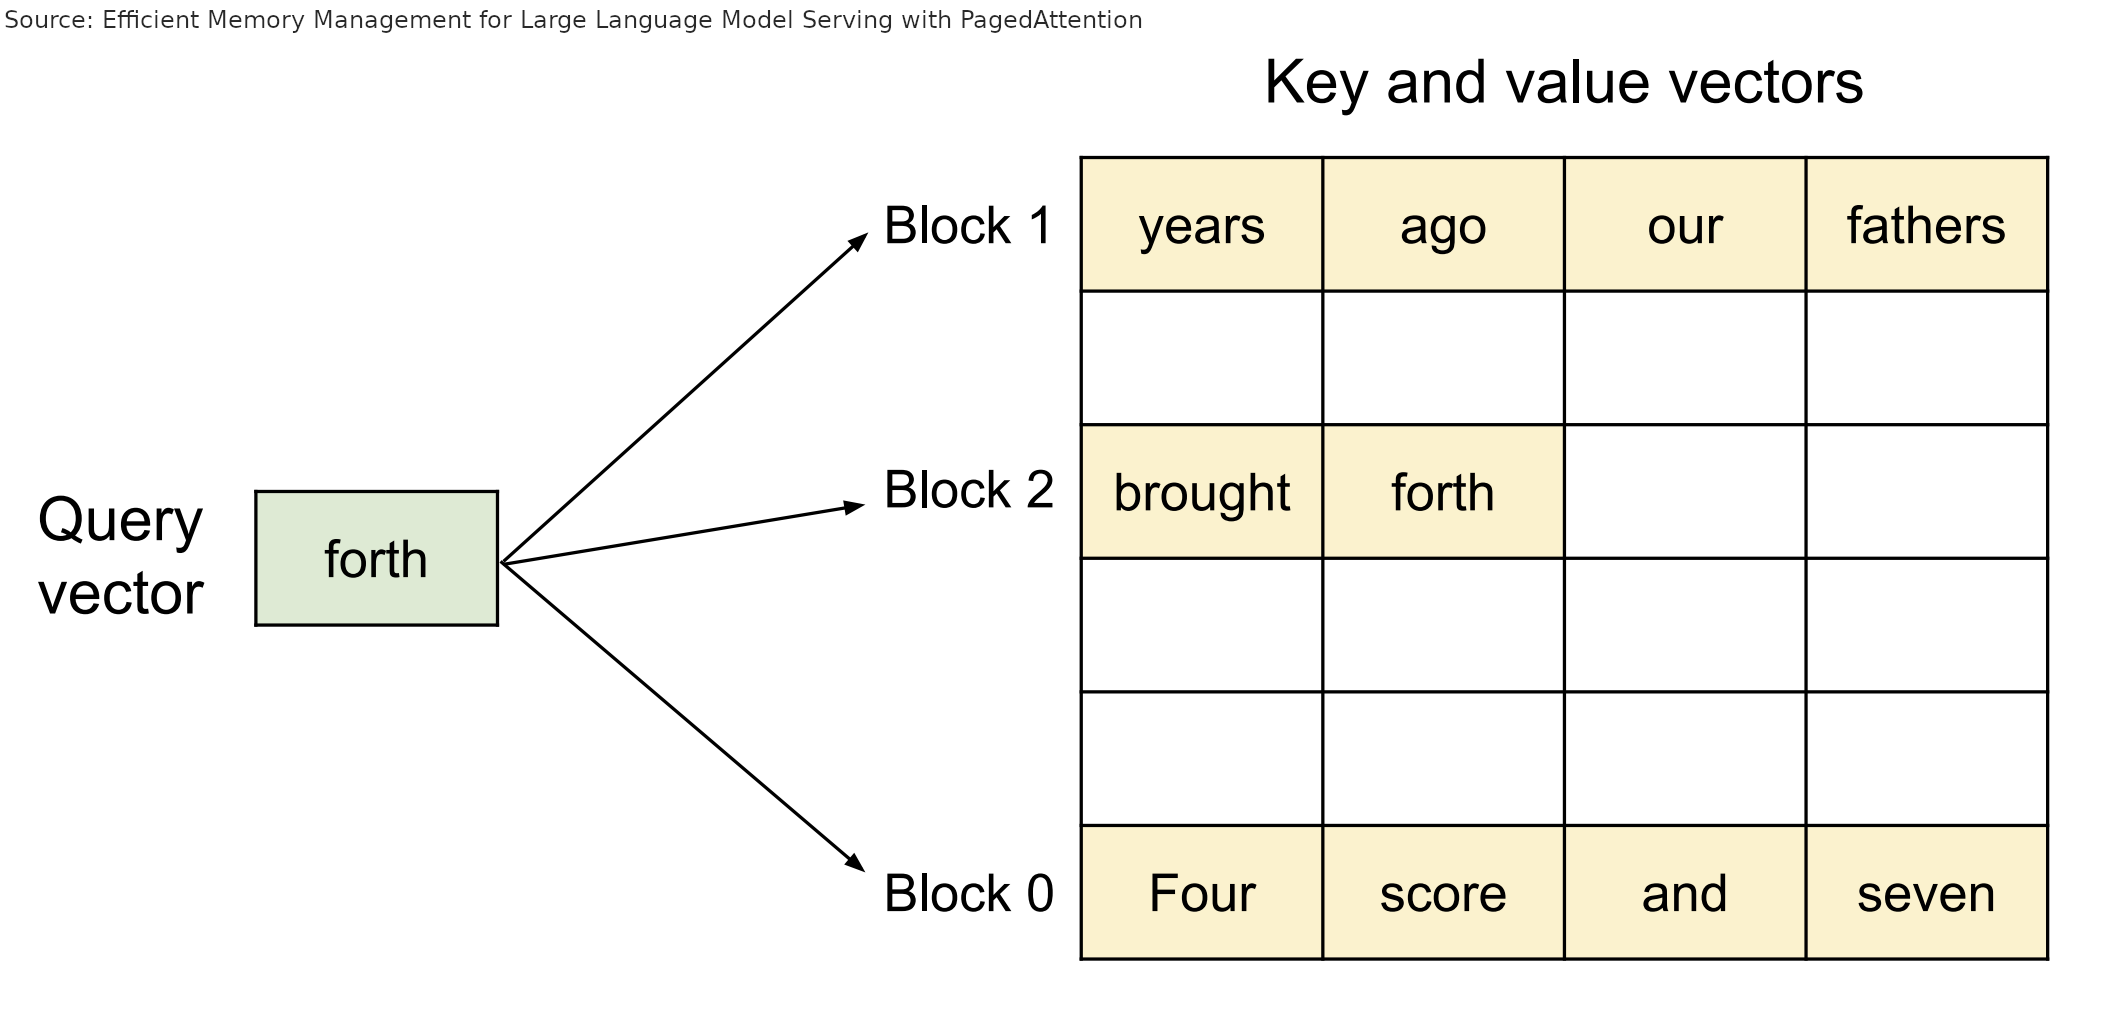 Source: Efficient Memory Management for Large Language Model Serving with PagedAttention
Key and value vectors
Block 1 years ago our fathers
Block 2 brought forth
Query
vector
forth
Block 0 Four score and seven